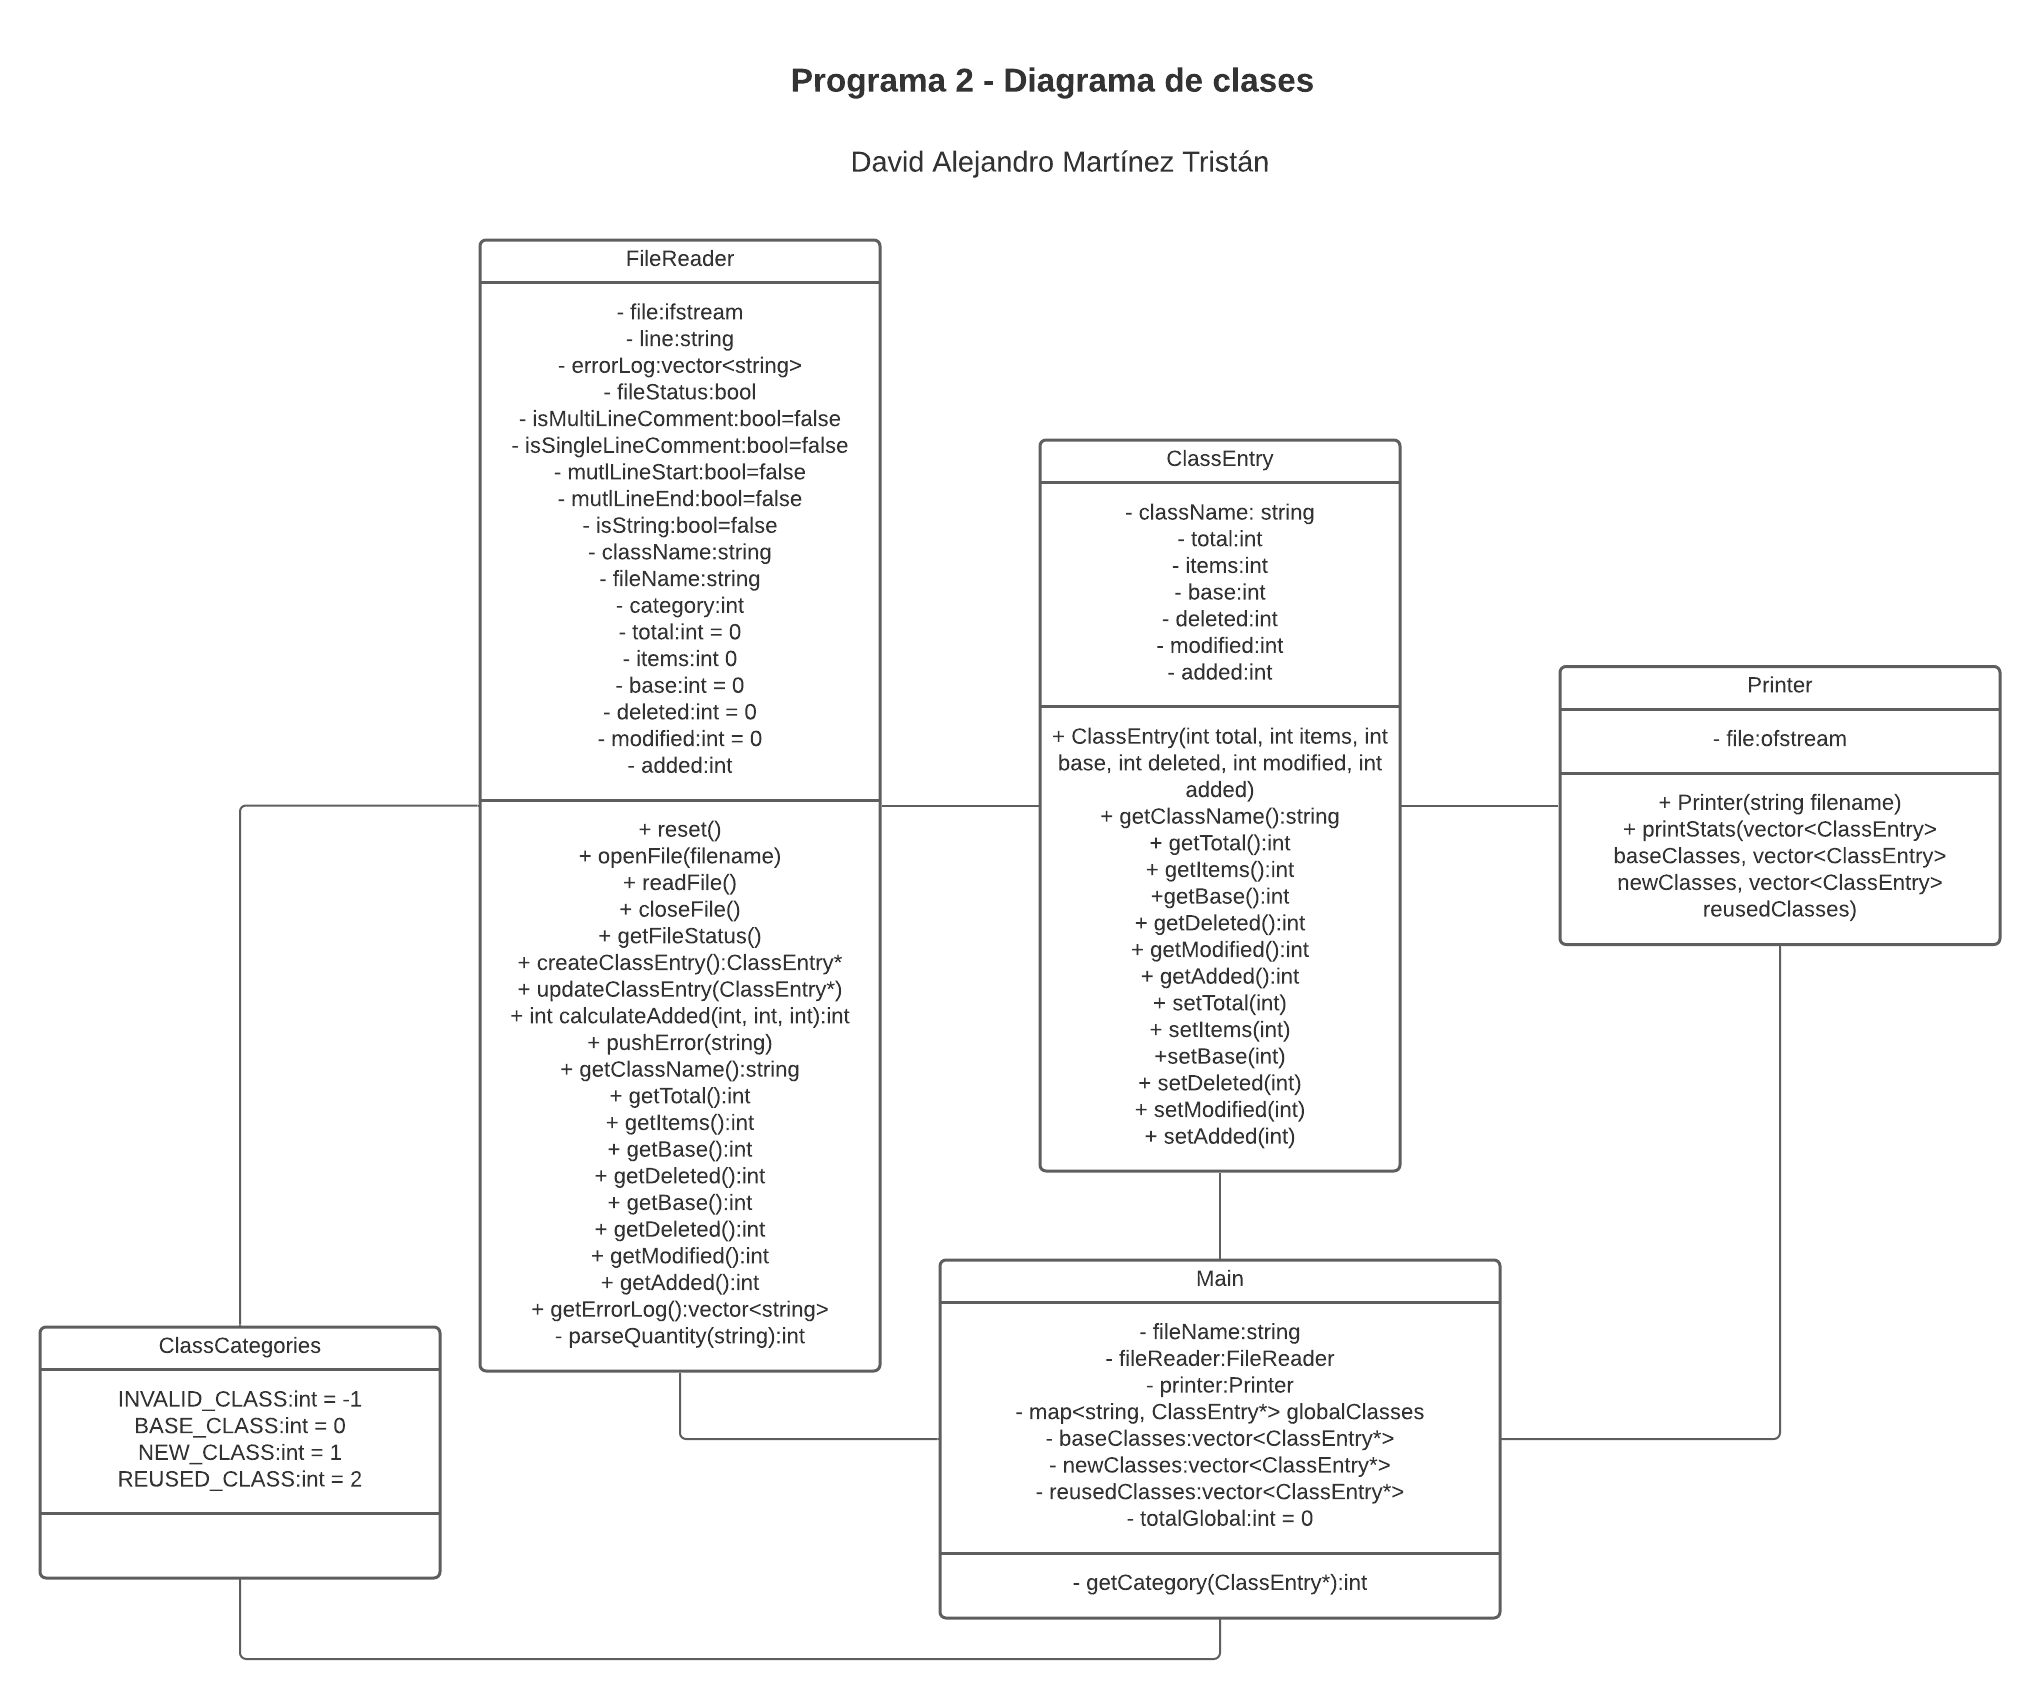 Programa 2 - Diagrama de clases
David Alejandro Martínez Tristán
FileReader
- file:ifstream
- line:string
- errorLog:vector<string>
- fileStatus:bool
- isMultiLineComment:bool=false
- isSingleLineComment:bool=false
- mutlLineStart:bool=false
- mutlLineEnd:bool=false
- isString:bool=false
- className:string
- fileName:string
- category:int
- total:int = 0
- items:int 0
- base:int = 0
- deleted:int = 0
- modified:int = 0
- added:int
+ reset()
+ openFile(filename)
+ readFile()
+ closeFile()
+ getFileStatus()
+ createClassEntry():ClassEntry*
+ updateClassEntry(ClassEntry*)
+ int calculateAdded(int, int, int):int
+ pushError(string)
+ getClassName():string
+ getTotal():int
+ getItems():int
+ getBase():int
+ getDeleted():int
+ getBase():int
+ getDeleted():int
+ getModified():int
+ getAdded():int
+ getErrorLog():vector<string>
- parseQuantity(string):int
ClassEntry
- className: string
- total:int
- items:int
- base:int
- deleted:int
- modified:int
- added:int
+ ClassEntry(int total, int items, int
base, int deleted, int modified, int
added)
+ getClassName():string
+ getTotal():int
+ getItems():int
+getBase():int
+ getDeleted():int
+ getModified():int
+ getAdded():int
+ setTotal(int)
+ setItems(int)
+setBase(int)
+ setDeleted(int)
+ setModified(int)
+ setAdded(int)
Printer
- file:ofstream
+ Printer(string filename)
+ printStats(vector<ClassEntry>
baseClasses, vector<ClassEntry>
newClasses, vector<ClassEntry>
reusedClasses)
ClassCategories
INVALID_CLASS:int = -1
BASE_CLASS:int = 0
NEW_CLASS:int = 1
REUSED_CLASS:int = 2
Main
- fileName:string
- fileReader:FileReader
- printer:Printer
- map<string, ClassEntry*> globalClasses
- baseClasses:vector<ClassEntry*>
- newClasses:vector<ClassEntry*>
- reusedClasses:vector<ClassEntry*>
- totalGlobal:int = 0
- getCategory(ClassEntry*):int